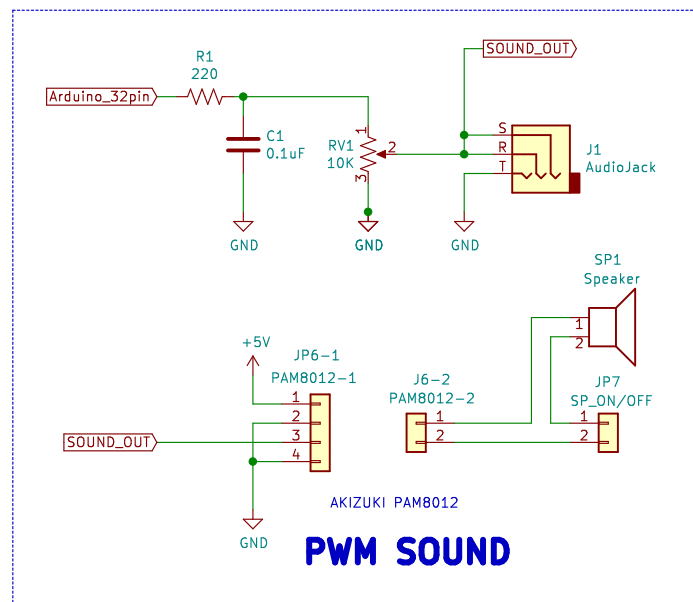 SOUND_OUT
R1
220
Arduino_32pin
C1
0.1uF
RV1
10K
1
2
3
S
R
T
J1
AudioJack
GND
GND
GND
SP1
Speaker
1
2
+5V
JP6-1
PAM8012-1
1
2
3
4
SOUND_OUT
GND
J6-2
PAM8012-2
1
2
JP7
SP_ON/OFF
1
2
AKIZUKI PAM8012
PWM SOUND